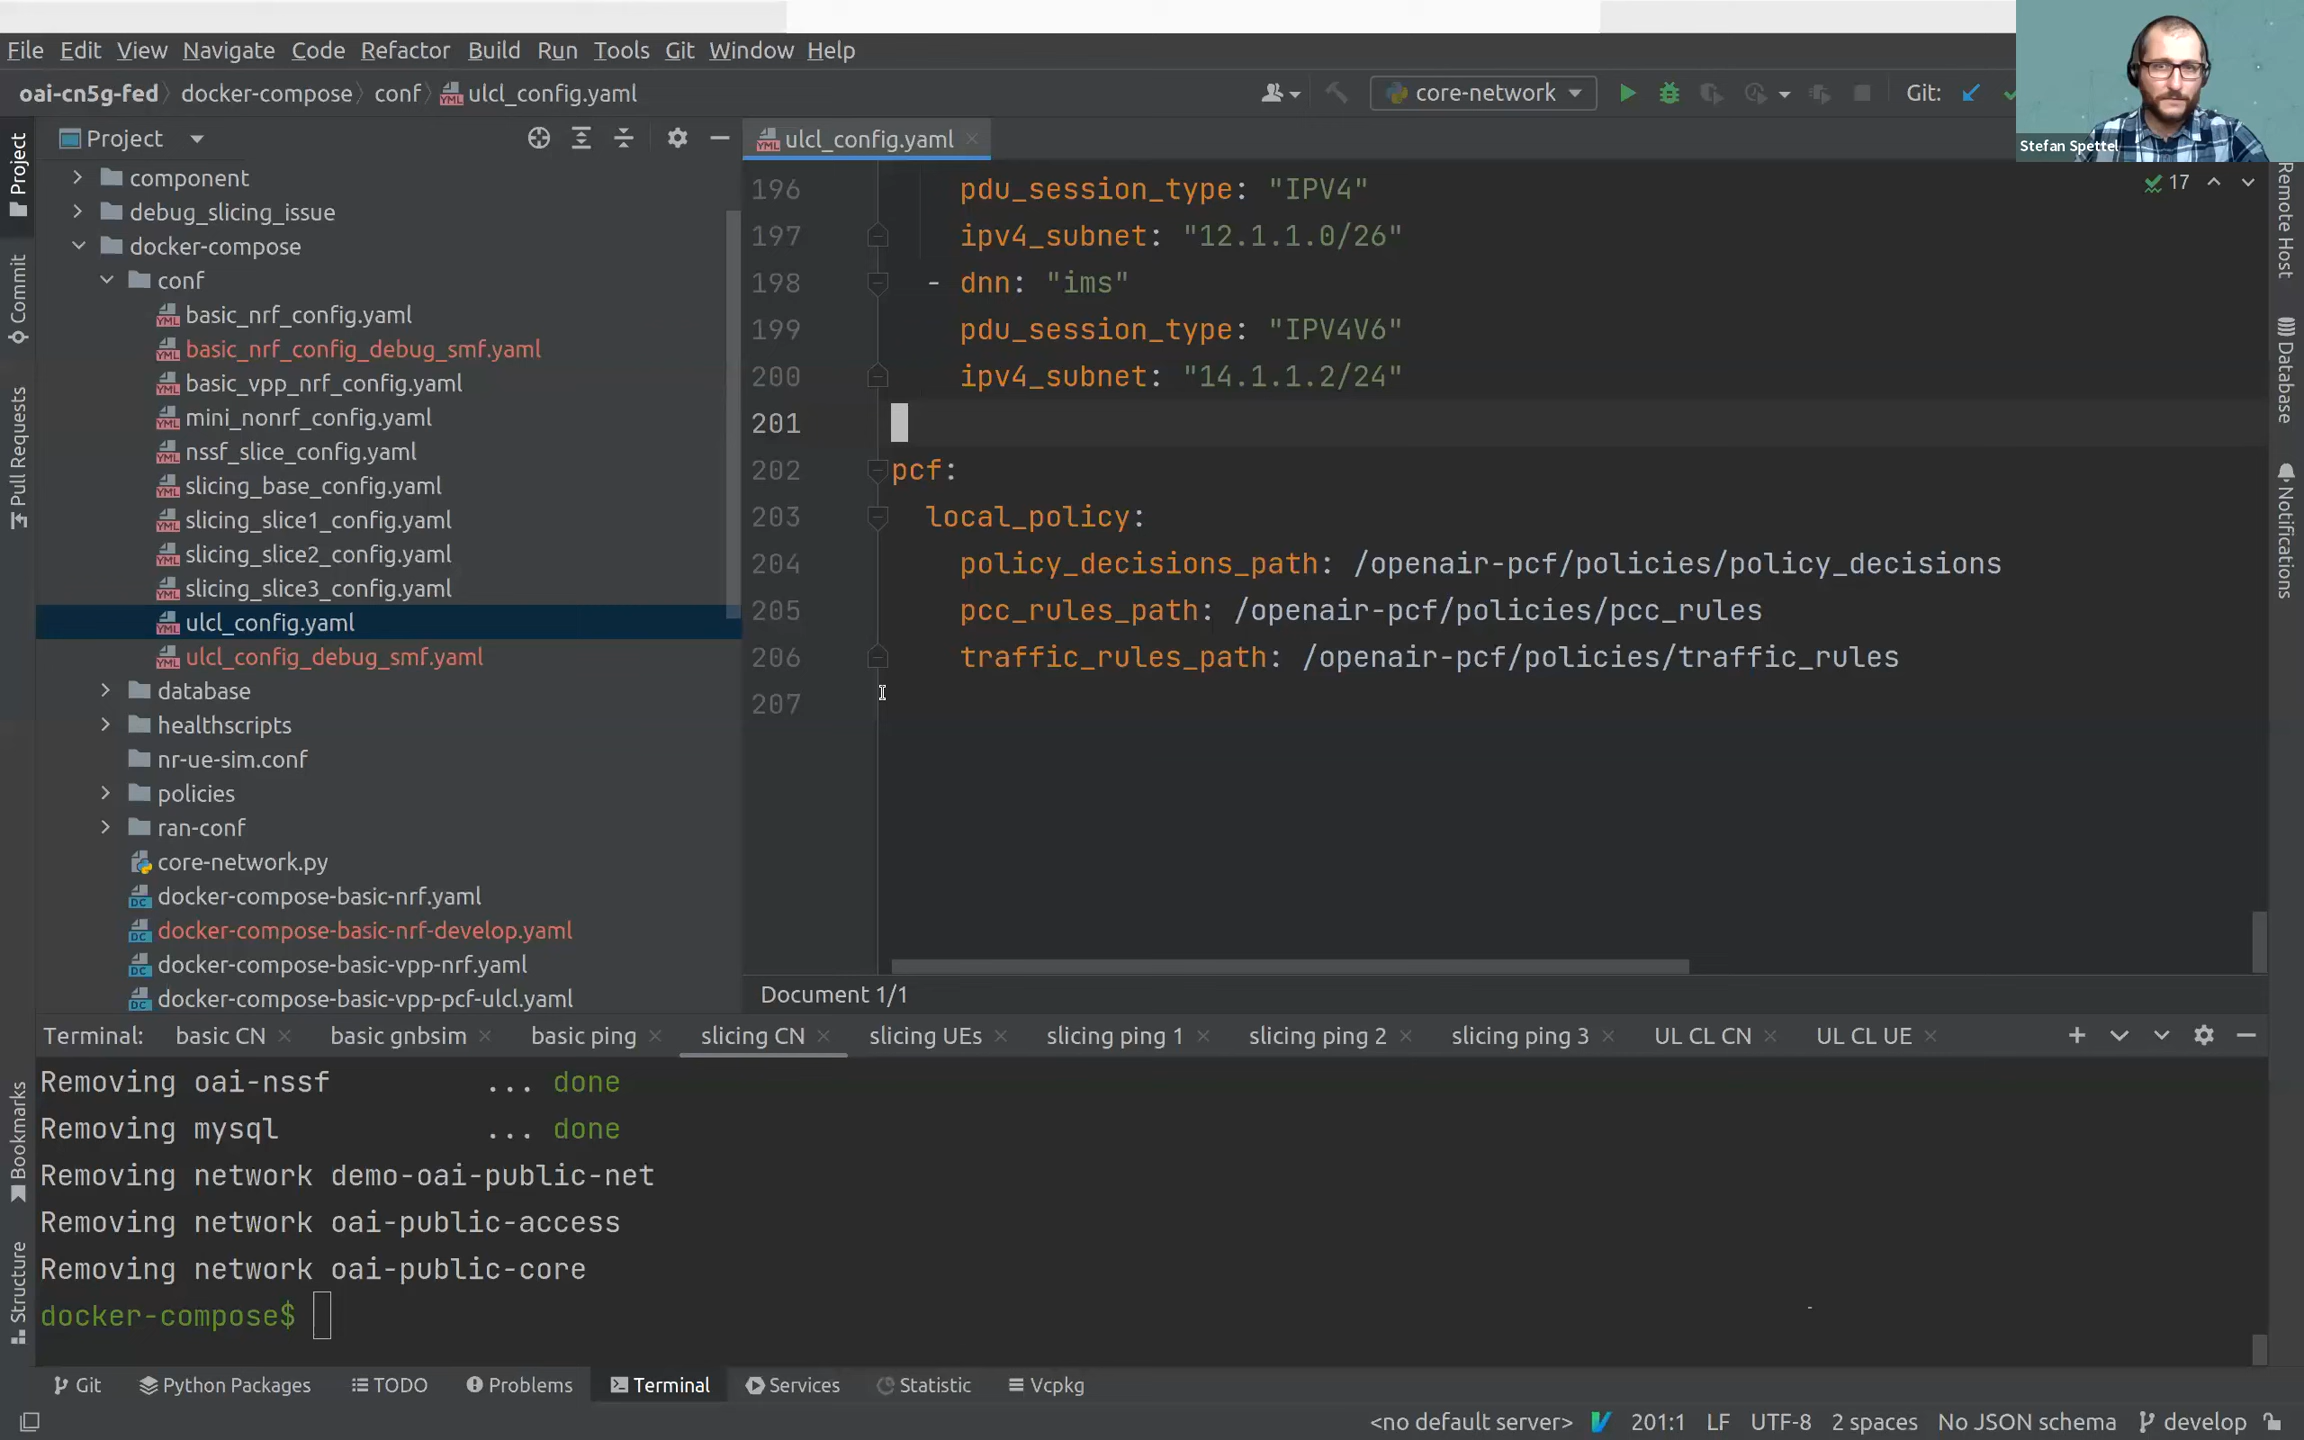 File Edit View Navigate Code Refactor Build Run Tools Git Window Help
oai-cn5g-fed docker-compose conf ulcl_config.yaml
core-network
Git:
Stefan Spettel
Project
Commit
Pull Requests
Bookmarks
Structure
Project
component
debug_slicing_issue
docker-compose
conf
basic_nrf_config.yaml
basic_nrf_config_debug_smf.yaml
basic_vpp_nrf_config.yaml
mini_nonrf_config.yaml
nssf_slice_config.yaml
slicing_base_config.yaml
slicing_slice1_config.yaml
slicing_slice2_config.yaml
slicing_slice3_config.yaml
ulcl_config.yaml
ulcl_config_debug_smf.yaml
database
healthscripts
nr-ue-sim.conf
policies
ran-conf
core-network.py
docker-compose-basic-nrf.yaml
docker-compose-basic-nrf-develop.yaml
docker-compose-basic-vpp-nrf.yaml
docker-compose-basic-vpp-pcf-ulcl.yaml
ulcl_config.yaml
17
196 pdu_session_type: "IPV4"
197 ipv4_subnet: "12.1.1.0/26"
198 - dnn: "ims"
199 pdu_session_type: "IPV4V6"
200 ipv4_subnet: "14.1.1.2/24"
201
202 pcf:
203 local_policy:
204 policy_decisions_path: /openair-pcf/policies/policy_decisions
205 pcc_rules_path: /openair-pcf/policies/pcc_rules
206 traffic_rules_path: /openair-pcf/policies/traffic_rules
207
Document 1/1
Remote Host
Database
Notifications
Terminal: basic CN basic gnbsim basic ping slicing CN slicing UEs slicing ping 1 slicing ping 2 slicing ping 3 UL CL CN UL CL UE
Removing oai-nssf ... done
Removing mysql ... done
Removing network demo-oai-public-net
Removing network oai-public-access
Removing network oai-public-core
docker-compose$
Git Python Packages TODO Problems Terminal Services Statistic Vcpkg
<no default server> 201:1 LF UTF-8 2 spaces No JSON schema develop